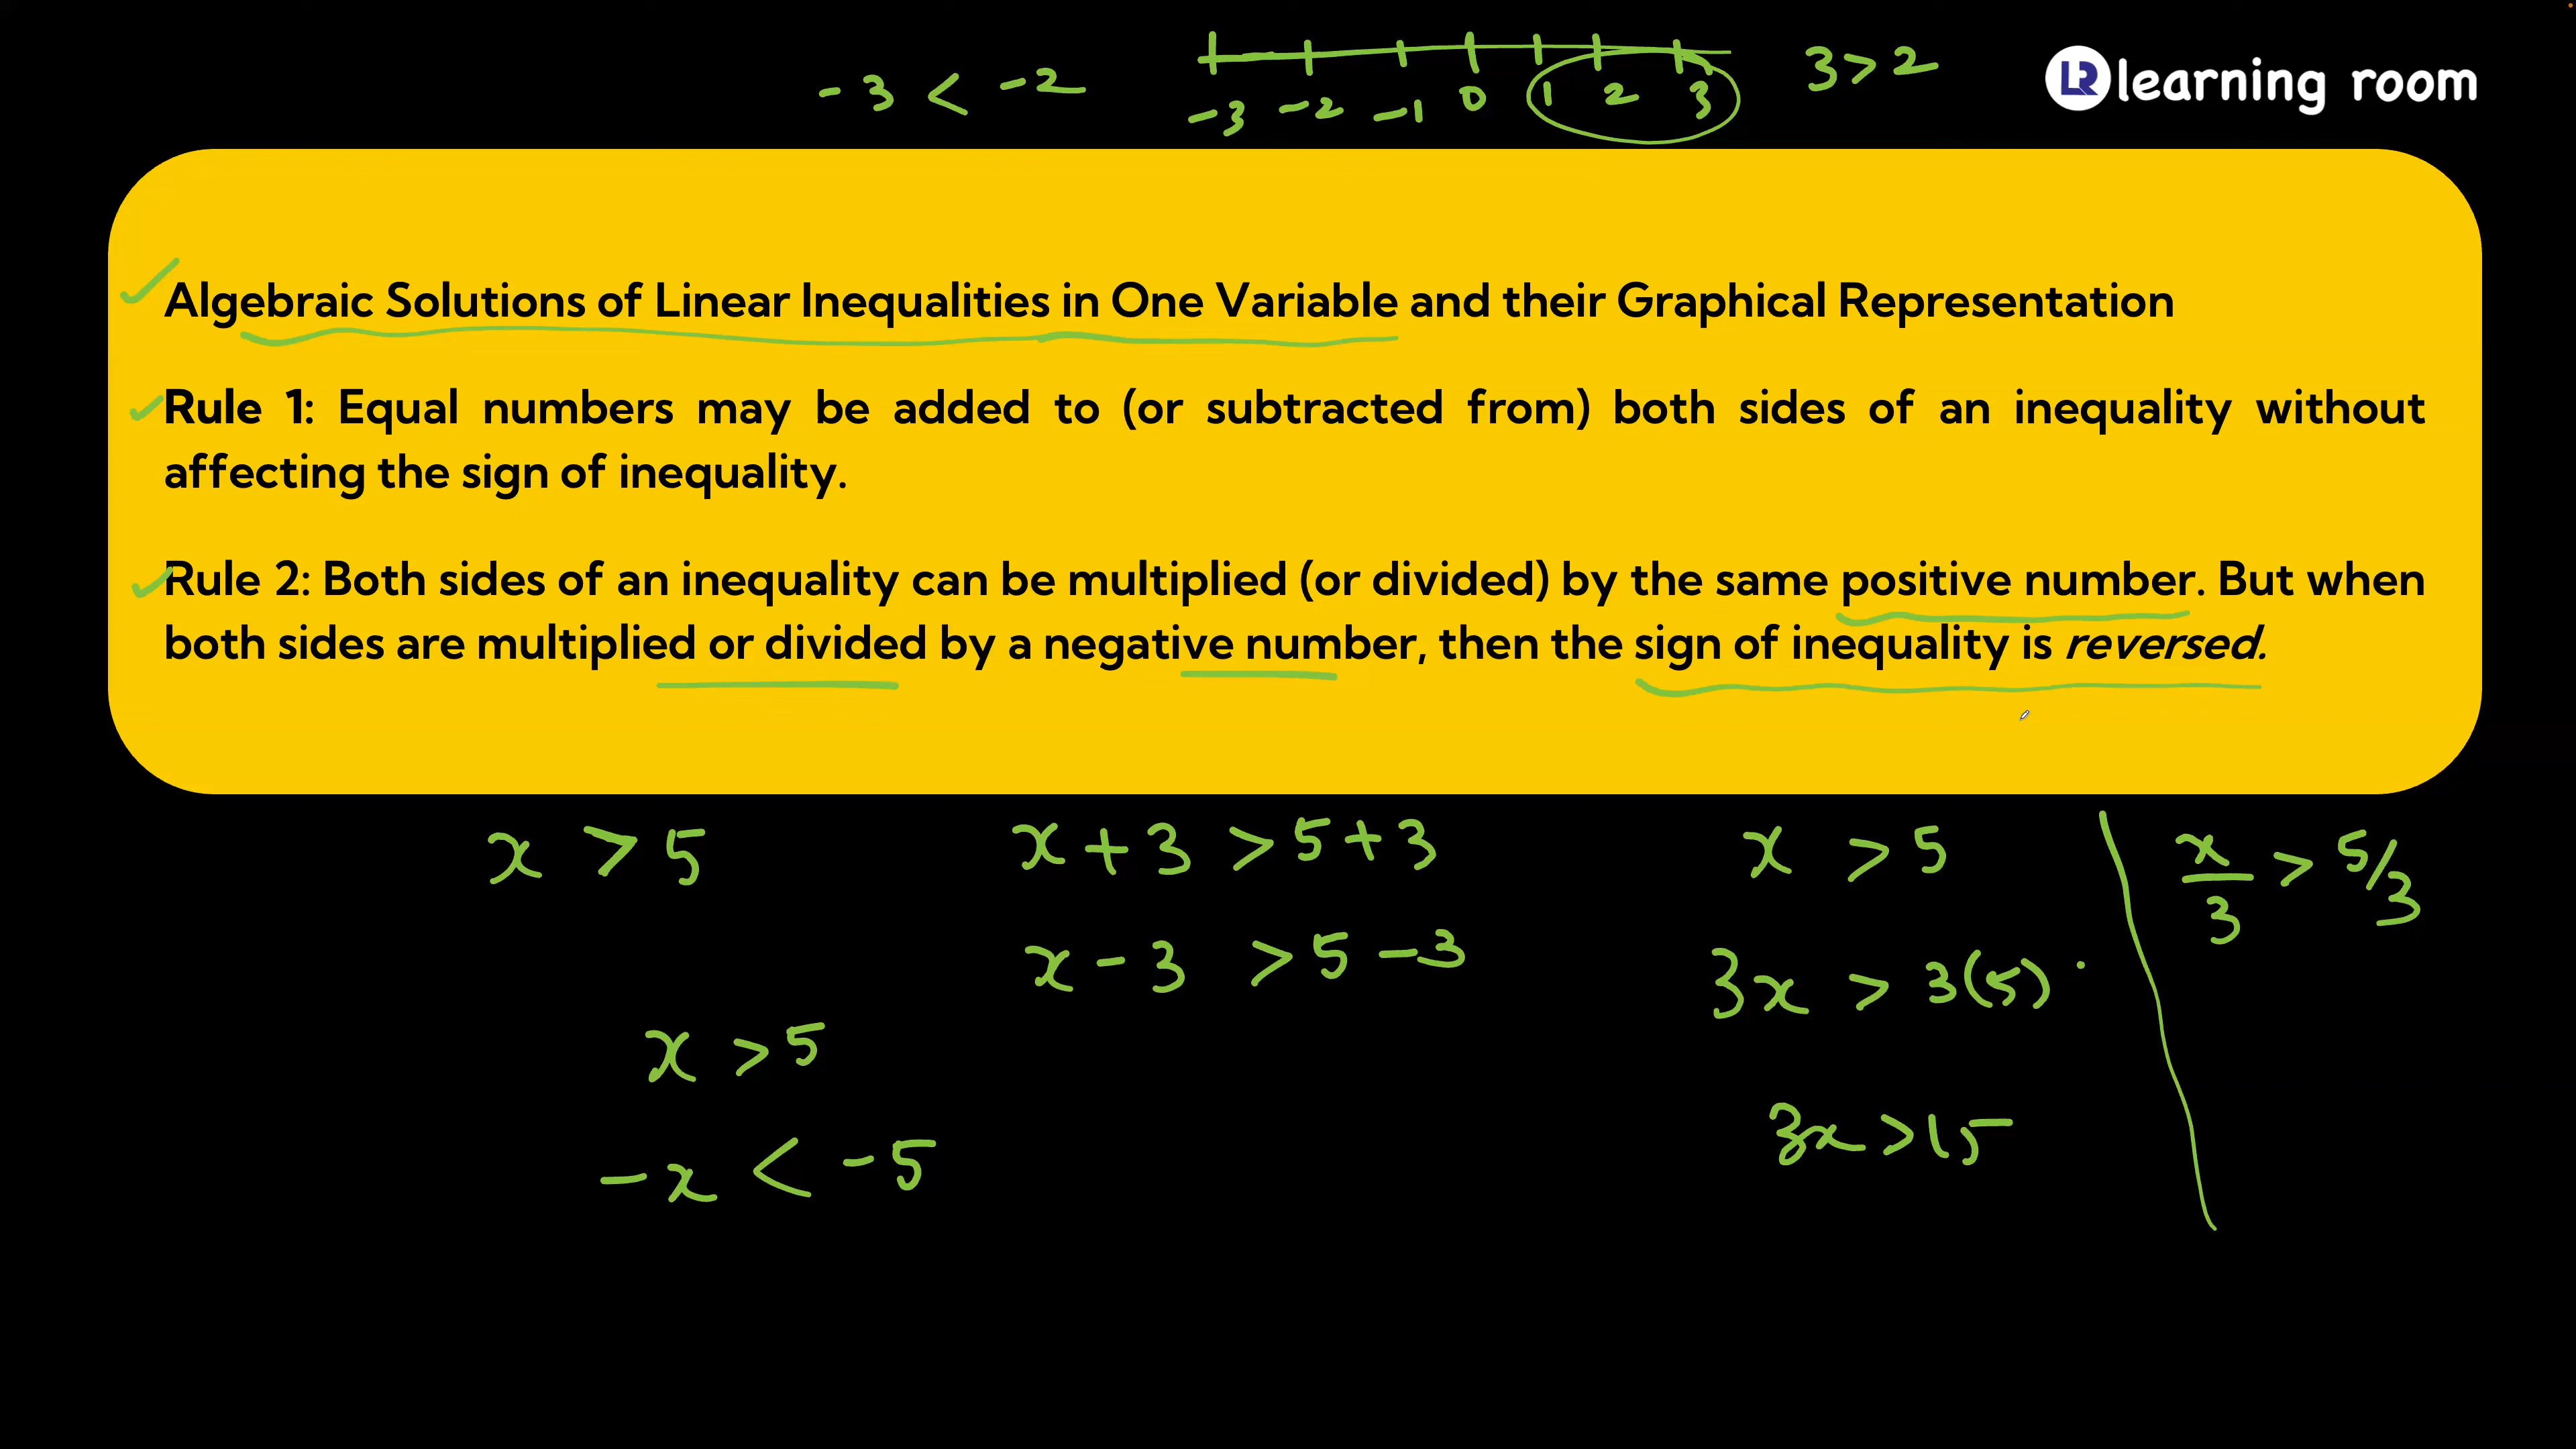 -3 < -2
-3 -2 -1 0 1 2 3
3 > 2
LR learning room
Algebraic Solutions of Linear Inequalities in One Variable and their Graphical Representation
Rule 1: Equal numbers may be added to (or subtracted from) both sides of an inequality without
affecting the sign of inequality.
Rule 2: Both sides of an inequality can be multiplied (or divided) by the same positive number. But when
both sides are multiplied or divided by a negative number, then the sign of inequality is reversed.
x > 5
x + 3 > 5 + 3
x - 3 > 5 - 3
x > 5
-x < -5
x > 5
3x > 3(5)
3x > 15
x/3 > 5/3